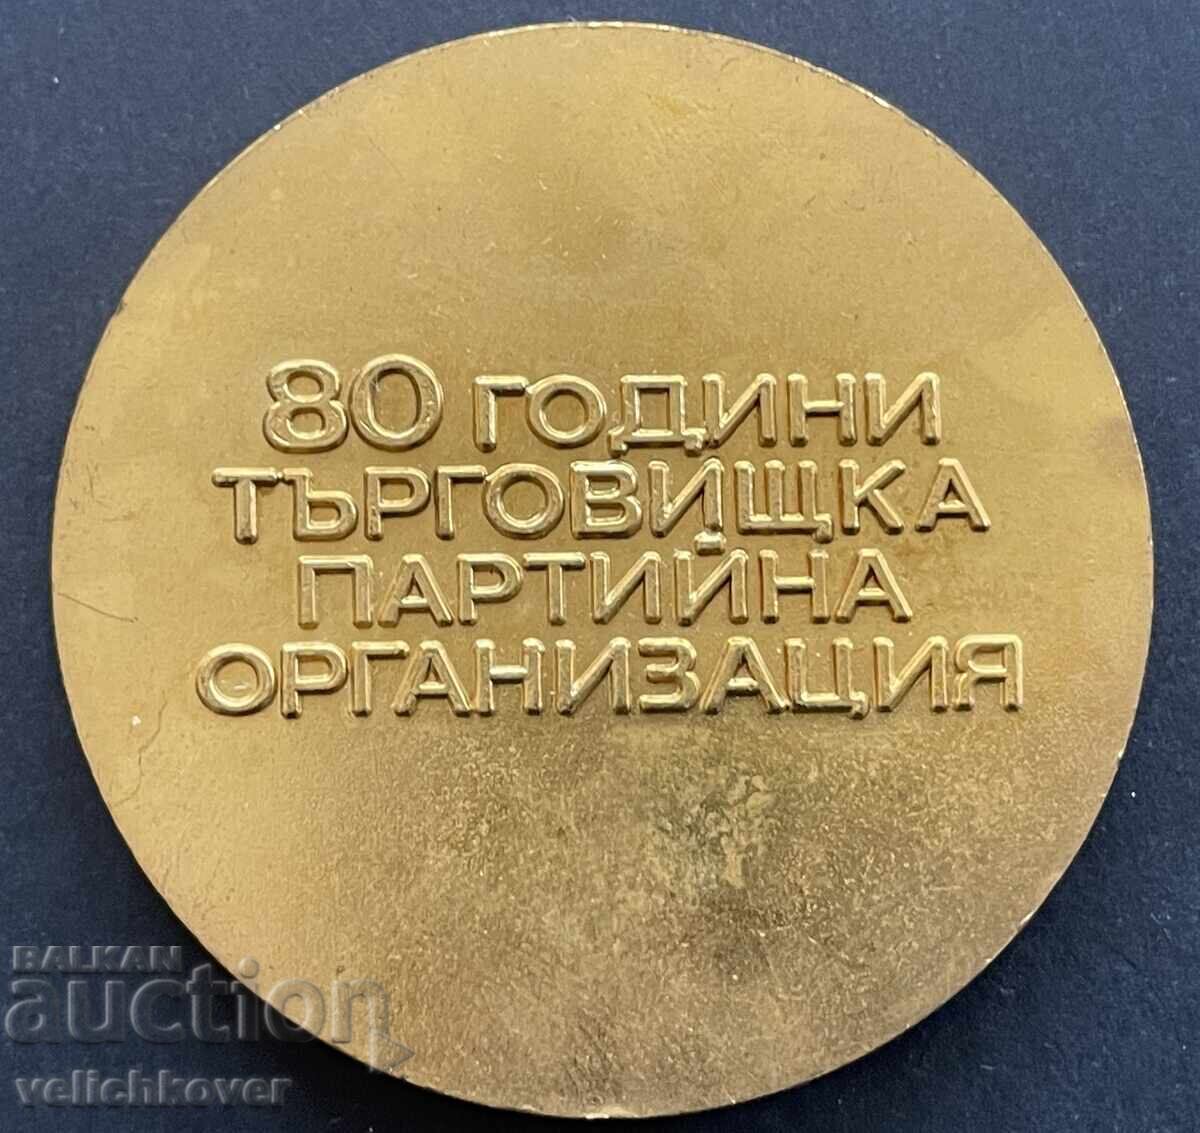 80 ГОДИНИ
ТЪРГОВИЩКА
ПАРТИЙНА
ОРГАНИЗАЦИЯ
BALKAN
auction
velichkover